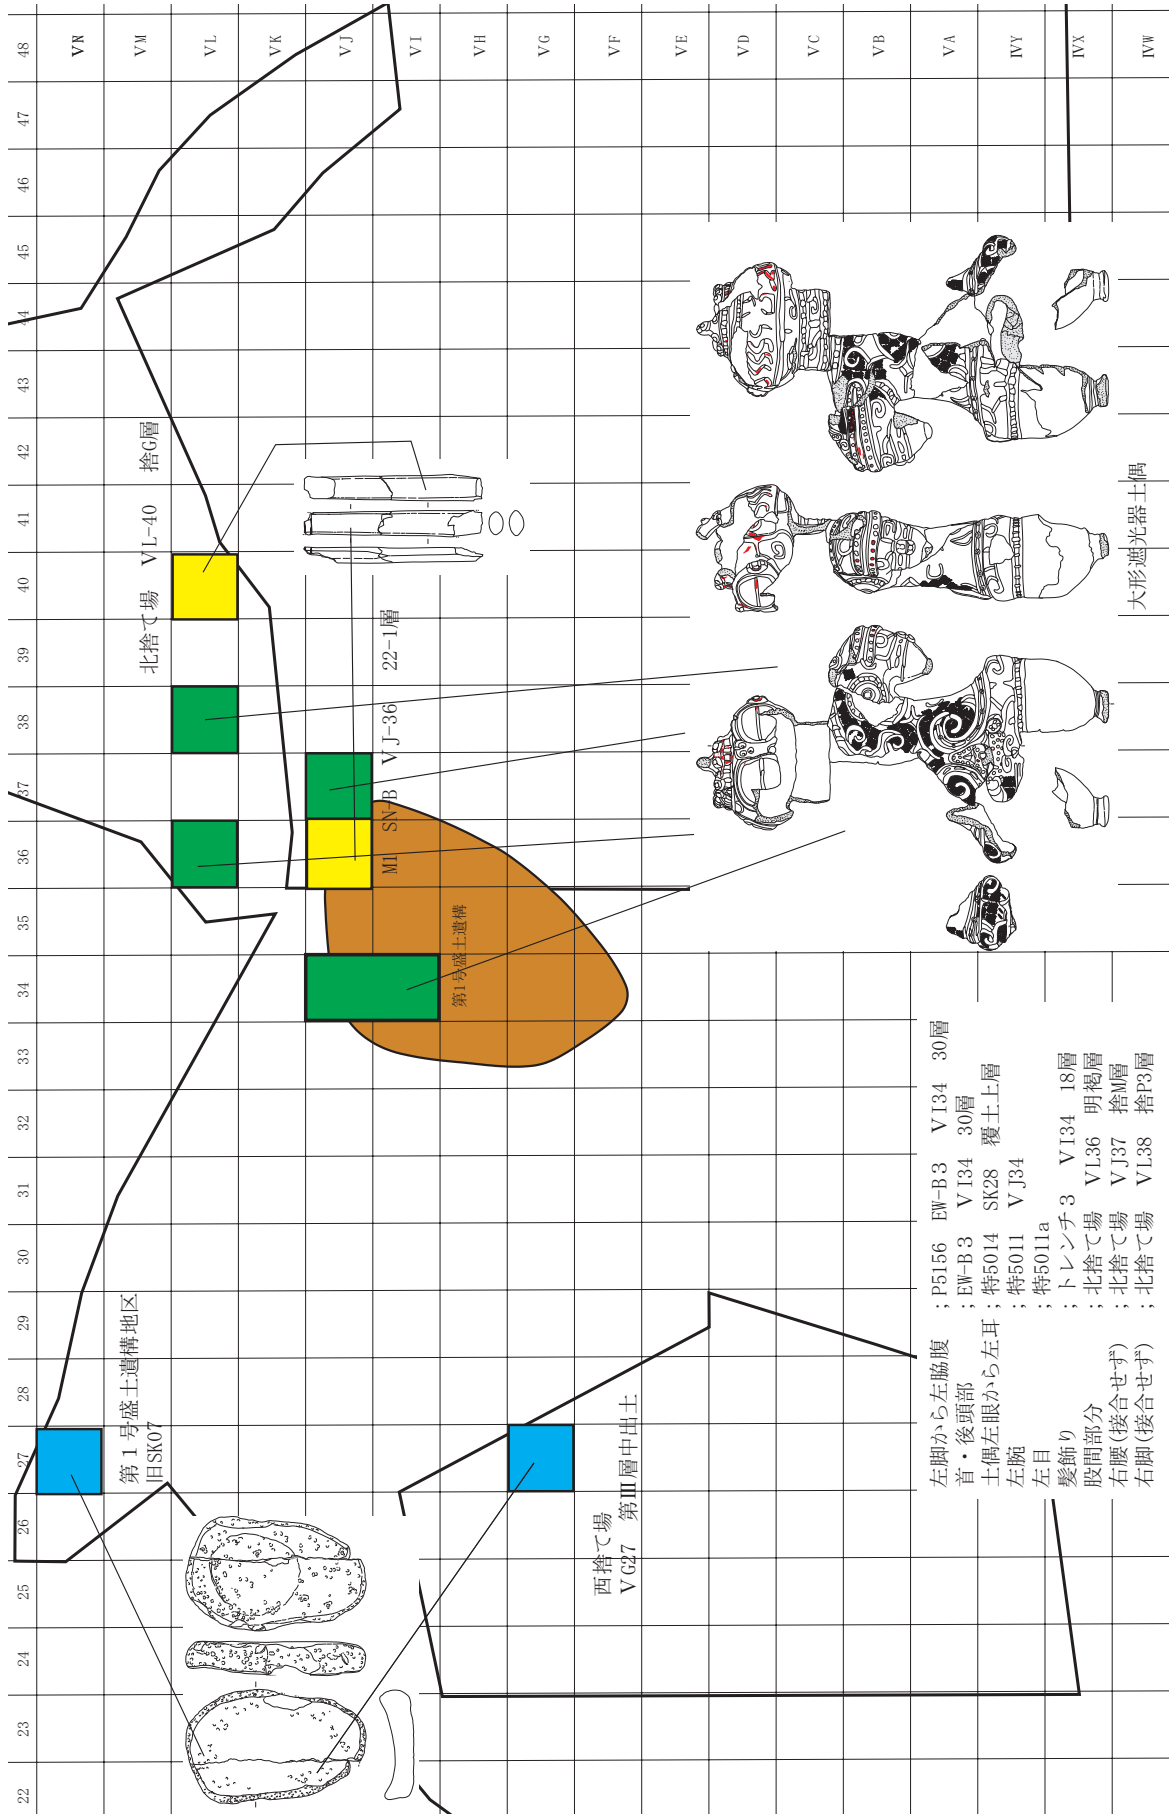 48
47
46
45
44
43
42
41
40
39
38
37
36
35
34
33
32
31
30
29
28
27
26
25
24
23
22
VN
VM
VL
VK
VJ
VI
VH
VG
VF
VE
VD
VC
VB
VA
IVY
IVX
IVW
北捨て場 VL-40 捨G層
MI SN-B VJ-36 22-1層
第1号盛土遺構
第1号盛土遺構地区
旧SK07
西捨て場
VG27 第Ⅲ層中出土
大形遮光器土偶
左脚から左脇腹 ; P5156 EW-B3 VI34 30層
首・後頭部 ; EW-B3 VI34 30層
土偶左眼から左耳 ; 特5014 SK28 覆土上層
左腕 ; 特5011 VJ34
左目 ; 特5011a
髪飾り ; トレンチ3 VI34 18層
股間部分 ; 北捨て場 VL36 明褐層
右腰(接合せず) ; 北捨て場 VJ37 捨M層
右脚(接合せず) ; 北捨て場 VL38 捨P3層